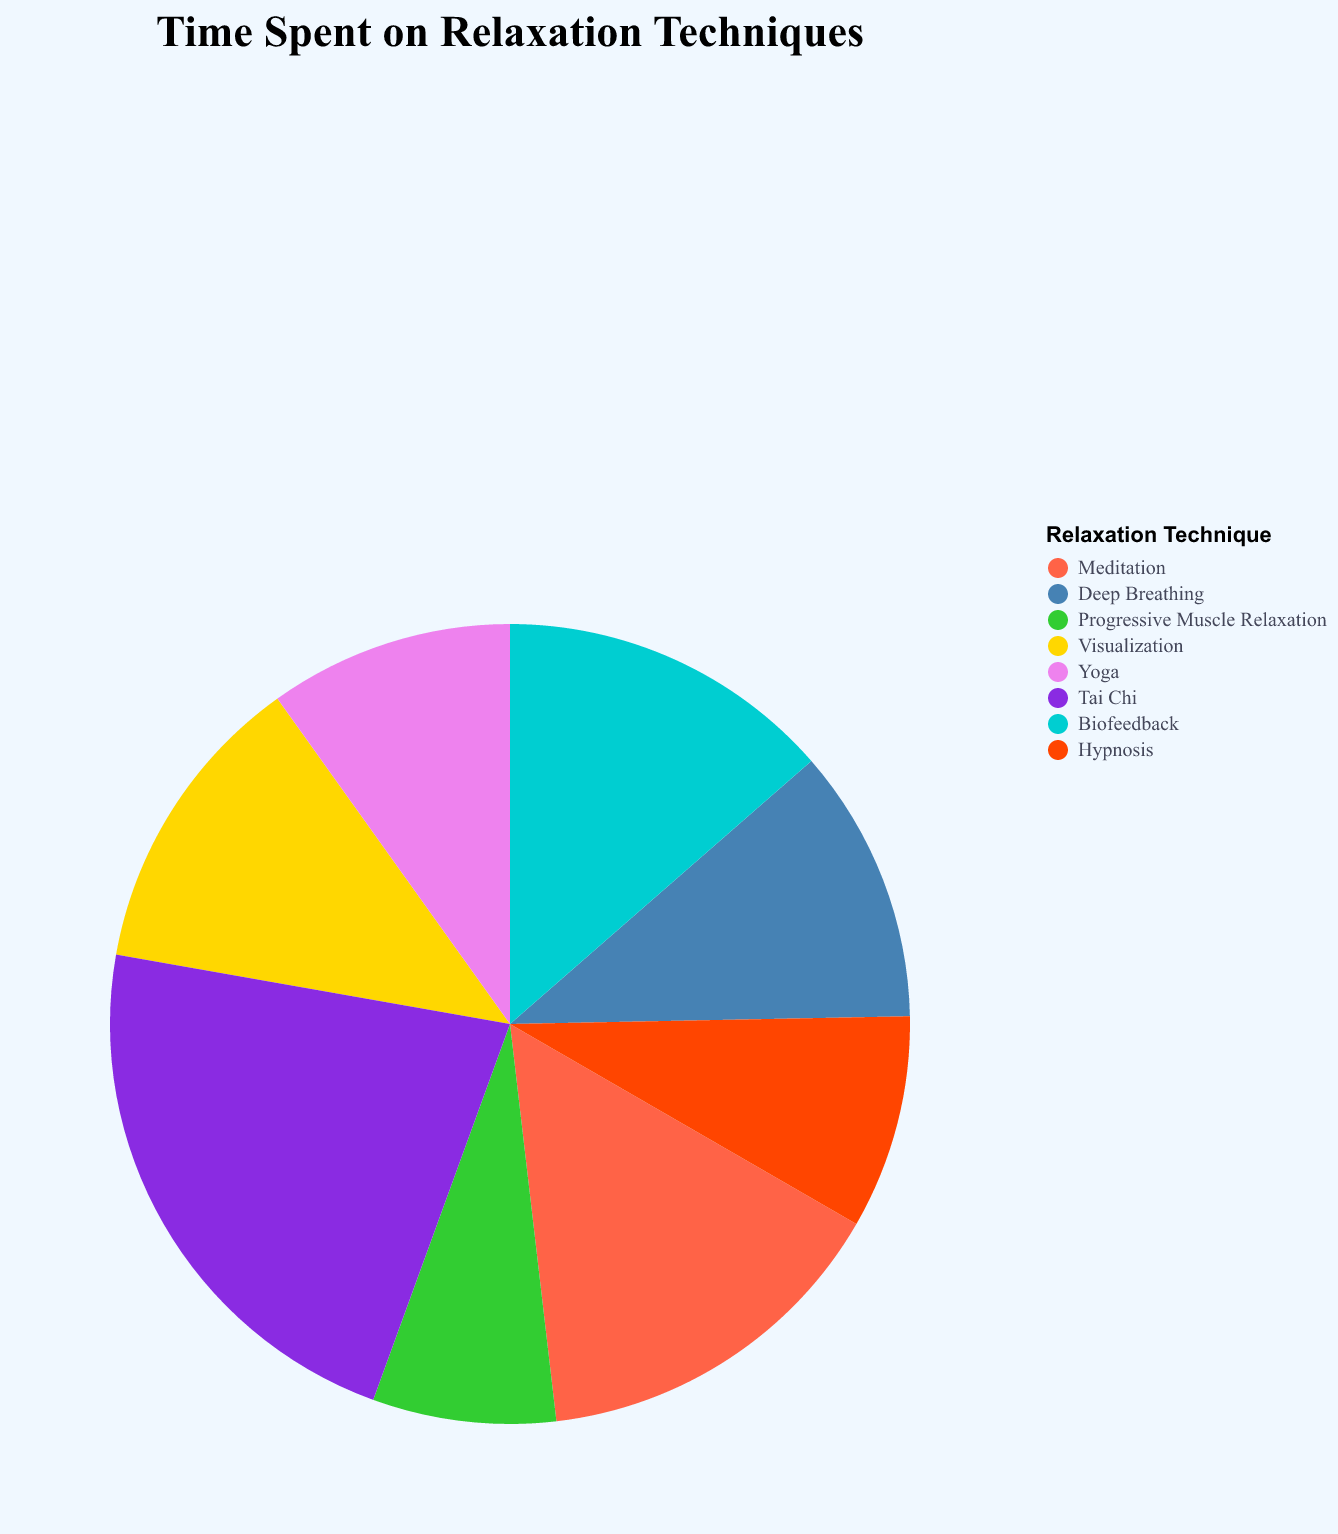 Time Spent on Relaxation Techniques
Relaxation Technique
Meditation
Deep Breathing
Progressive Muscle Relaxation
Visualization
Yoga
Tai Chi
Biofeedback
Hypnosis